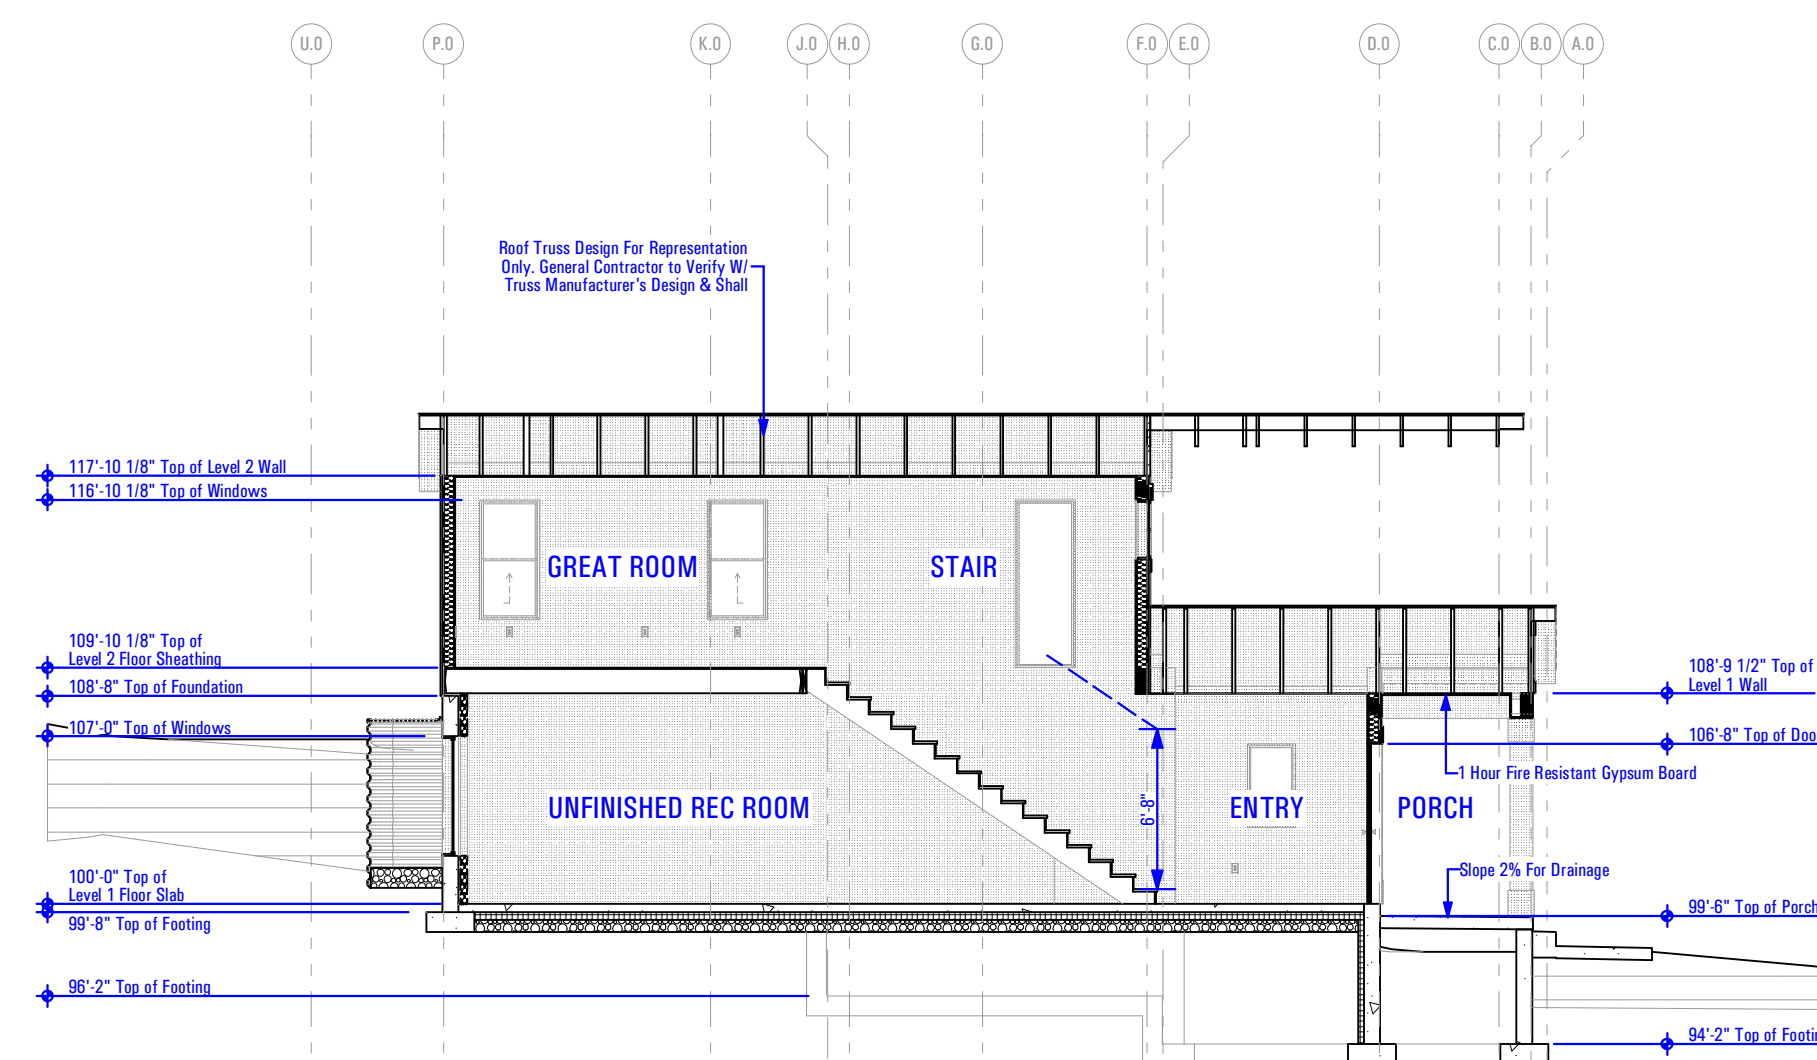 U.0 P.0 K.0 J.0 H.0 G.0 F.0 E.0 D.0 C.0 B.0 A.0
Roof Truss Design For Representation
Only. General Contractor to Verify W/
Truss Manufacturer's Design & Shall
117'-10 1/8" Top of Level 2 Wall
116'-10 1/8" Top of Windows
GREAT ROOM
STAIR
109'-10 1/8" Top of
Level 2 Floor Sheathing
108'-8" Top of Foundation
107'-0" Top of Windows
108'-9 1/2" Top of
Level 1 Wall
106'-8" Top of Doo
1 Hour Fire Resistant Gypsum Board
UNFINISHED REC ROOM
6'-8"
ENTRY
PORCH
100'-0" Top of
Level 1 Floor Slab
99'-8" Top of Footing
Slope 2% For Drainage
99'-6" Top of Porch
96'-2" Top of Footing
94'-2" Top of Footi